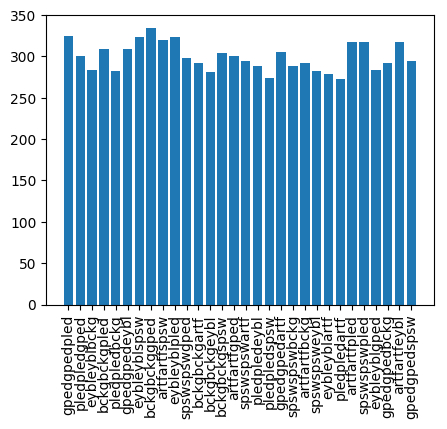 350
300
250
200
150
100
50
0
gpedgpedpled
pledpledgped
eybleyblbckg
bckgbckgpled
pledpledbckg
gpedgpedeybl
eybleyblspsw
bckgbckggped
artfartfspsw
eybleyblpled
spswspswgped
bckgbckgartf
bckgbckgeybl
bckgbckgspsw
artfartfgped
spswspswartf
pledpledeybl
pledpledspsw
gpedgpedartf
spswspswbckg
artfartfbckg
spswspsweybl
eybleyblartf
pledpledartf
artfartfpled
spswspswpled
eybleyblgped
gpedgpedbckg
artfartfeybl
gpedgpedspsw